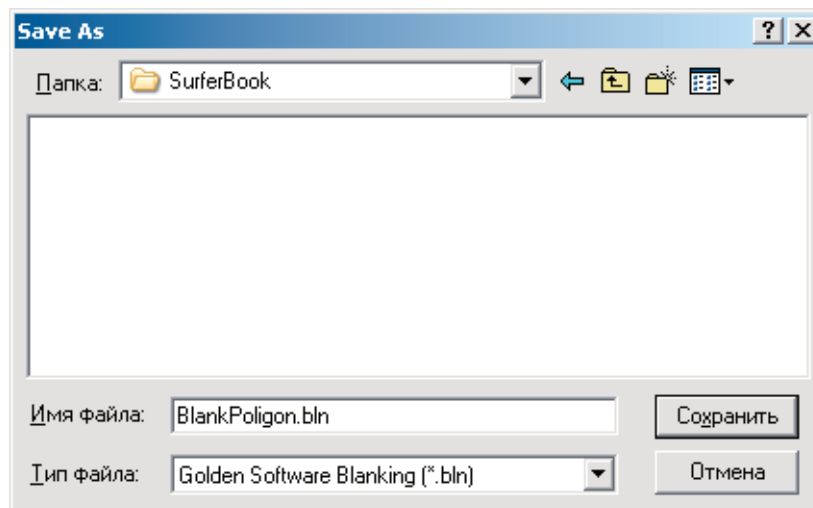 Save As
Папка: SurferBook
Имя файла: BlankPoligon.bln Сохранить
Тип файла: Golden Software Blanking (*.bln) Отмена